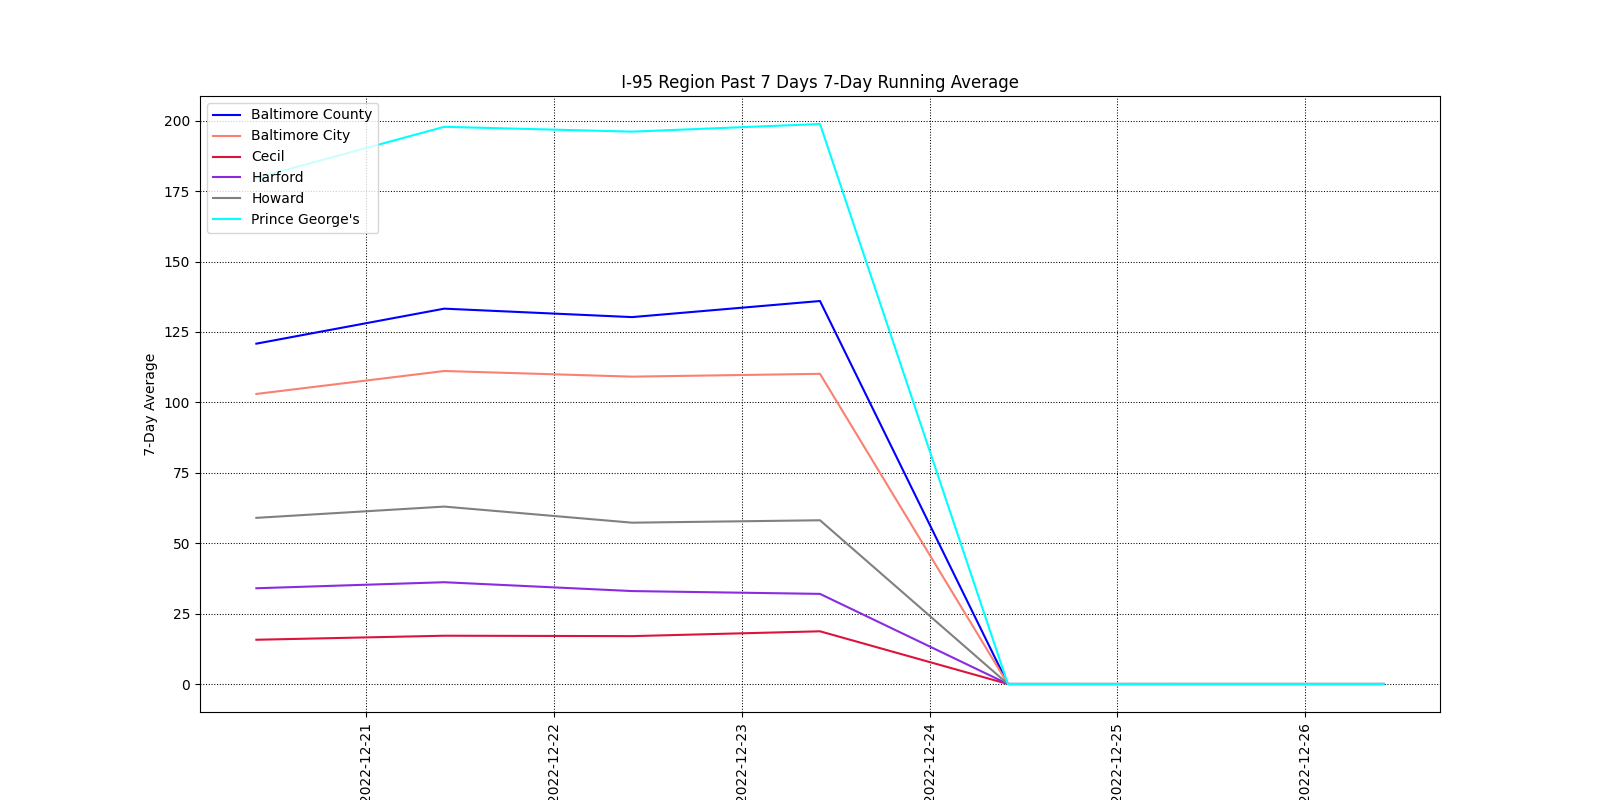 I-95 Region Past 7 Days 7-Day Running Average
Baltimore County
Baltimore City
Cecil
Harford
Howard
Prince George's
200
175
150
125
100
75
50
25
0
7-Day Average
2022-12-21
2022-12-22
2022-12-23
2022-12-24
2022-12-25
2022-12-26